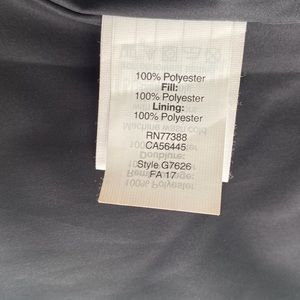 100% Polyester
Fill:
100% Polyester
Lining:
100% Polyester
RN77388
CA56445
Style G7626
FA 17